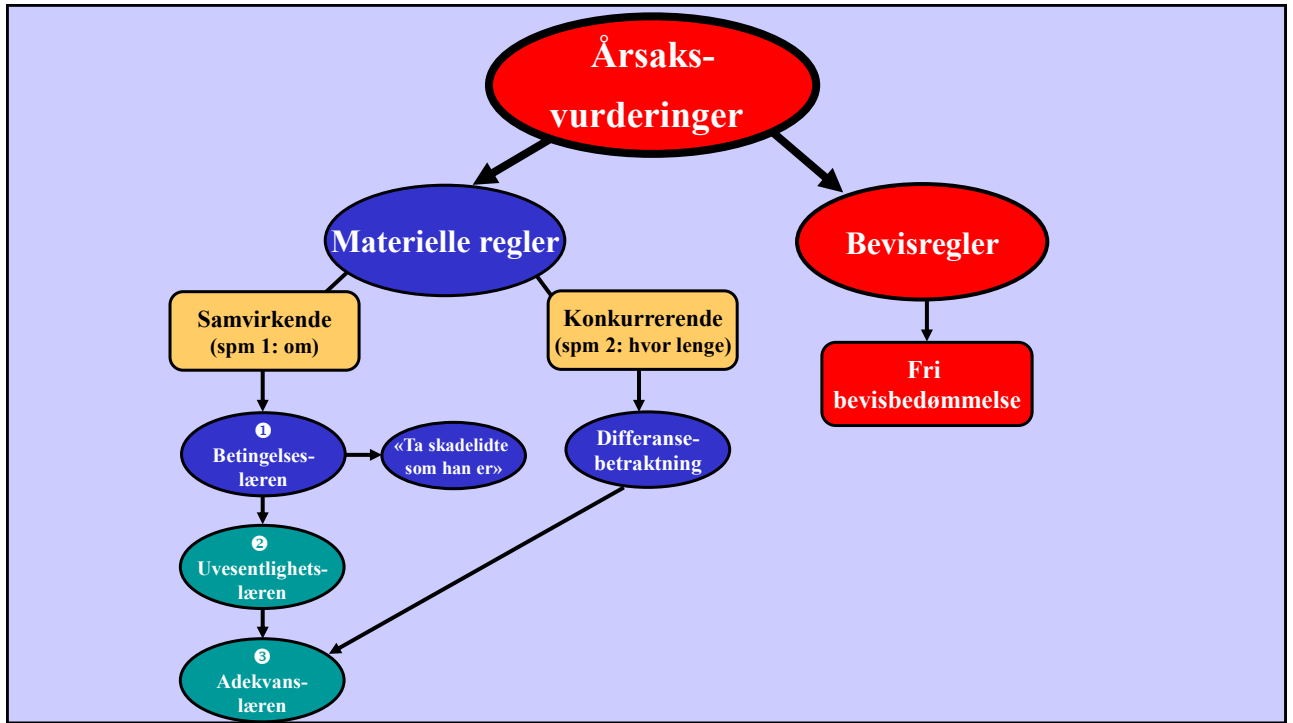 Årsaks-
vurderinger
Materielle regler
Bevisregler
Samvirkende
(spm 1: om)
Konkurrerende
(spm 2: hvor lenge)
Fri
bevisbedømmelse
❶
Betingelses-
læren
«Ta skadelidte
som han er»
Differanse-
betraktning
❷
Uvesentlighets-
læren
❸
Adekvans-
læren